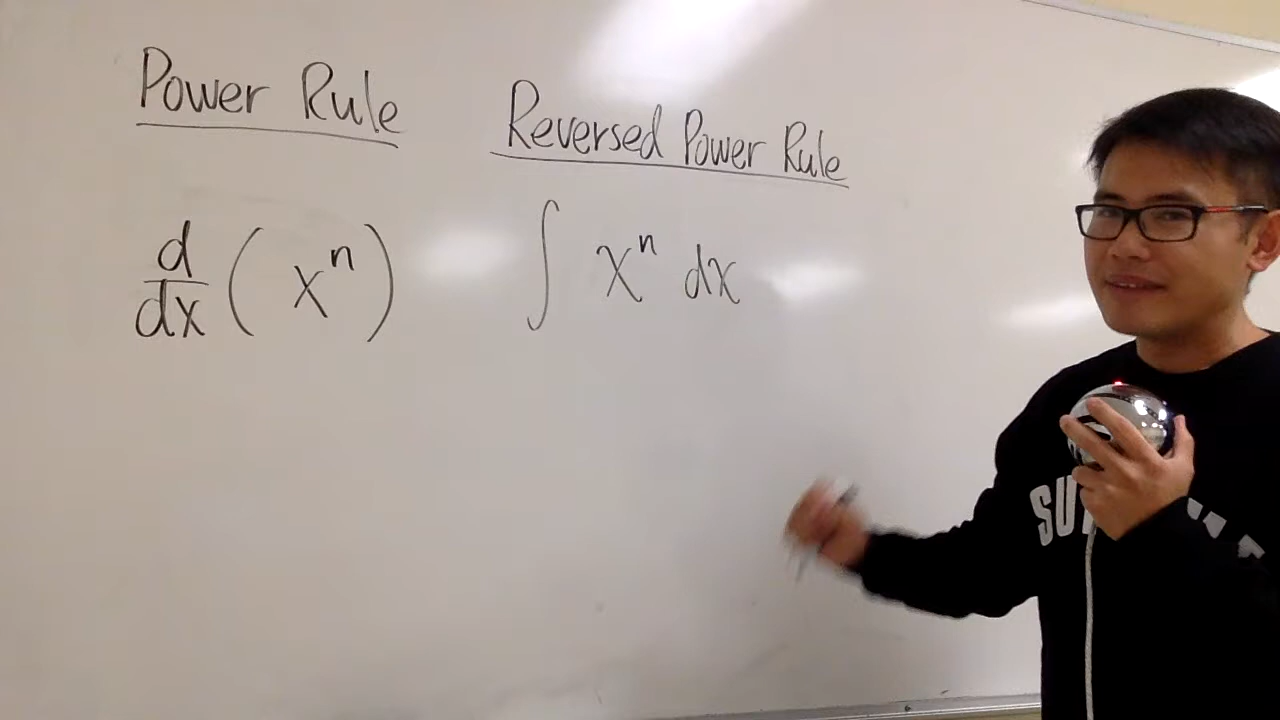 Power Rule
Reversed Power Rule
d/dx ( x^n )
∫ x^n dx